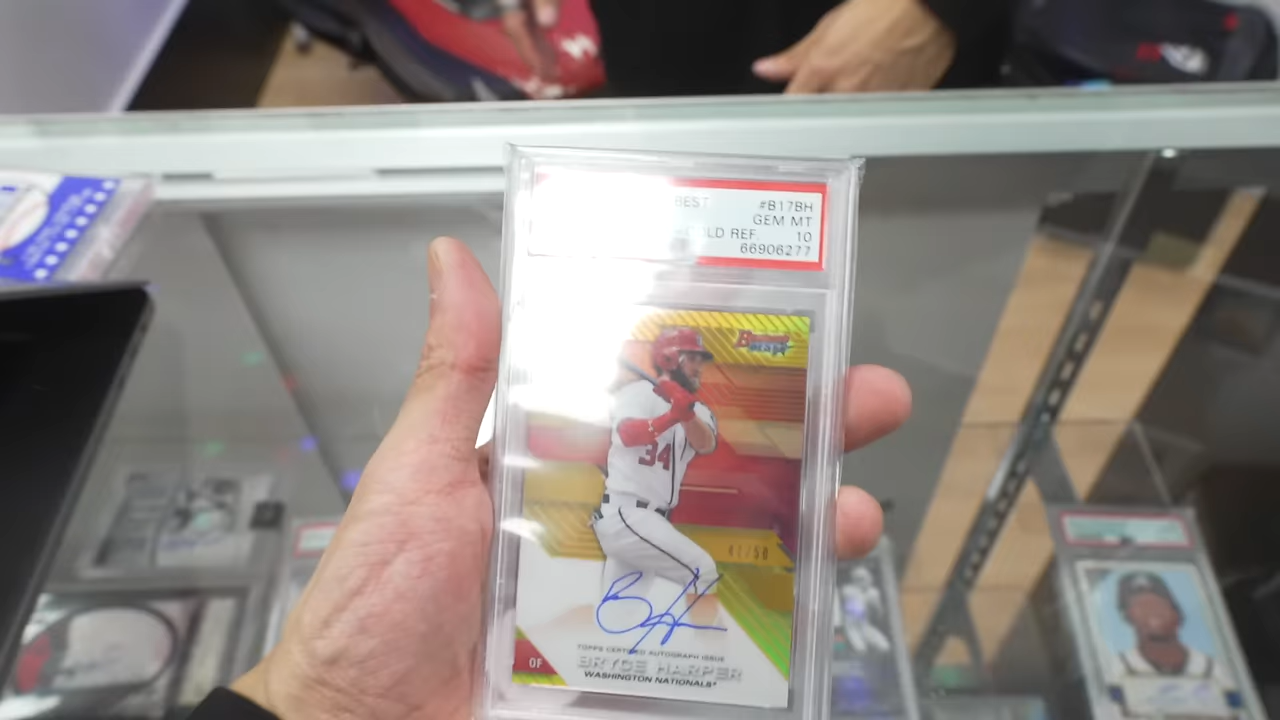 BEST #B17BH
GEM MT
LD REF. 10
66906277
Bowman's
BEST
34
41/50
TOPPS CERTIFIED AUTOGRAPH ISSUE
OF
BRYCE HARPER
WASHINGTON NATIONALS